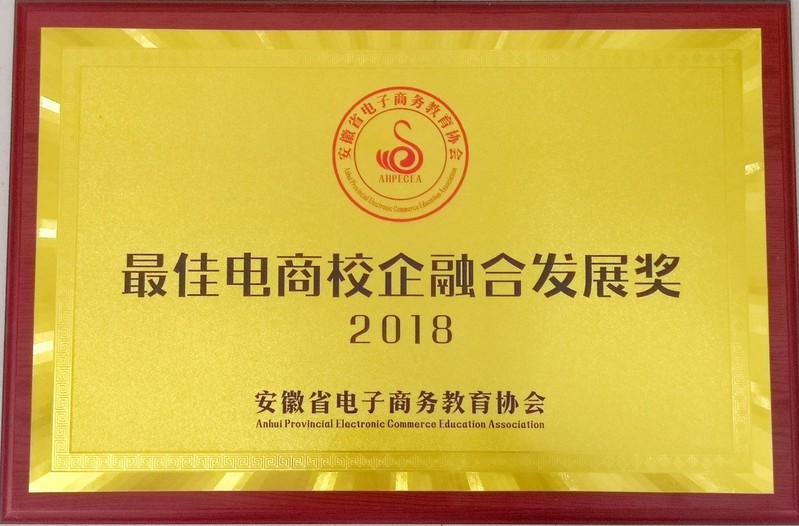 安徽省电子商务教育协会
AHPECEA
Anhui Provincial Electronic Commerce Education Association
最佳电商校企融合发展奖
2018
安徽省电子商务教育协会
Anhui Provincial Electronic Commerce Education Association